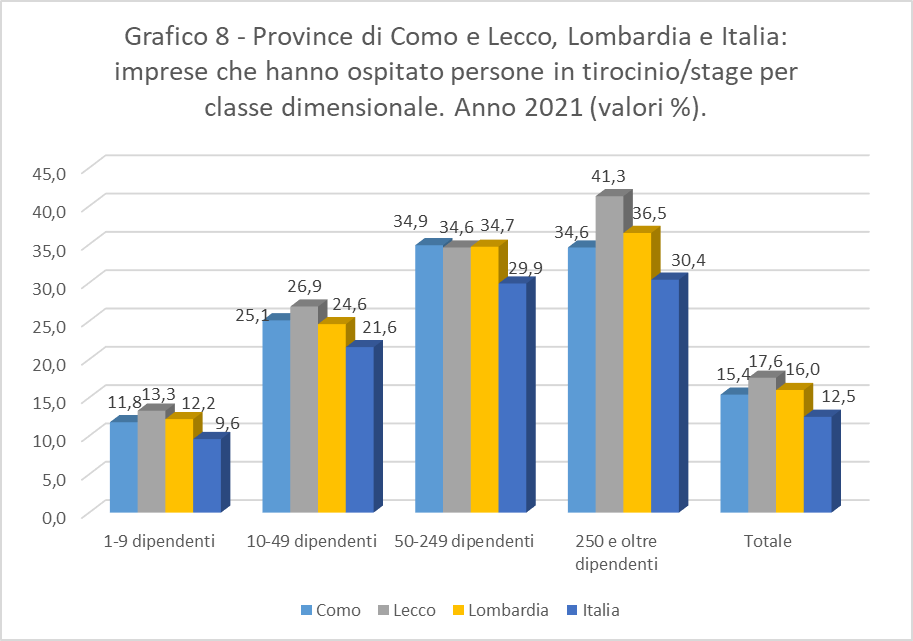 Grafico 8 - Province di Como e Lecco, Lombardia e Italia:
imprese che hanno ospitato persone in tirocinio/stage per
classe dimensionale. Anno 2021 (valori %).
45,0
40,0
35,0
30,0
25,0
20,0
15,0
10,0
5,0
0,0
11,8
13,3
12,2
9,6
25,1
26,9
24,6
21,6
34,9
34,6
34,7
29,9
34,6
41,3
36,5
30,4
15,4
17,6
16,0
12,5
1-9 dipendenti
10-49 dipendenti
50-249 dipendenti
250 e oltre
dipendenti
Totale
Como
Lecco
Lombardia
Italia